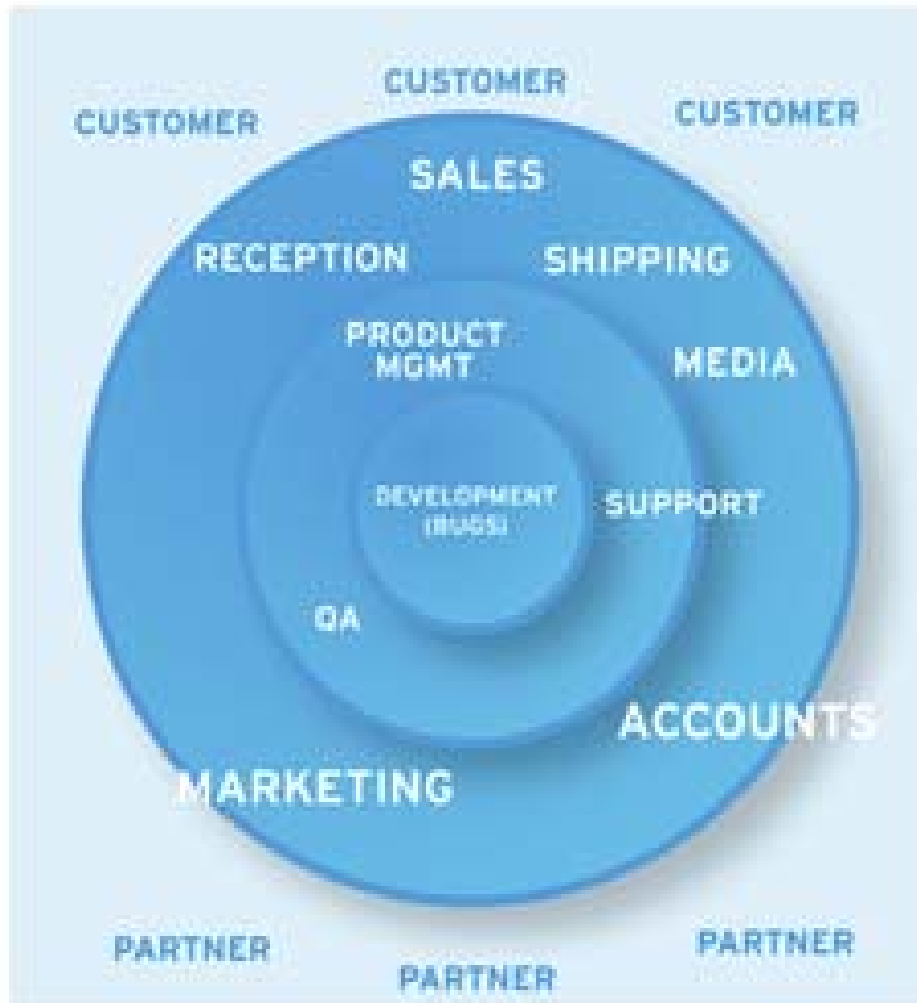 CUSTOMER
CUSTOMER
CUSTOMER
SALES
RECEPTION
SHIPPING
PRODUCT
MGMT
MEDIA
DEVELOPMENT
(BUGS)
SUPPORT
QA
ACCOUNTS
MARKETING
PARTNER
PARTNER
PARTNER